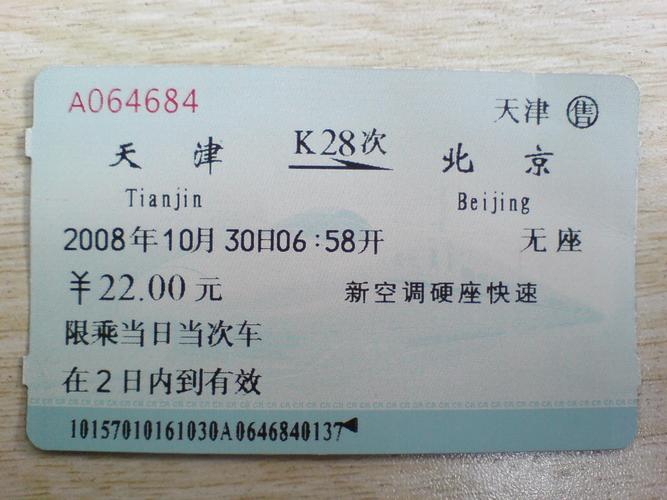 A064684
天津 售
天津 K28次 北京
Tianjin Beijing
2008年10月30日06:58开 无座
¥22.00元 新空调硬座快速
限乘当日当次车
在2日内到有效
10157010161030A0646840137